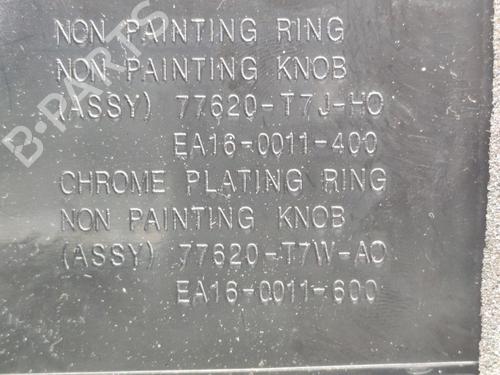 NON PAINTING RING
NON PAINTING KNOB
(ASSY) 77620-T7J-HO
EA16-0011-400
CHROME PLATING RING
NON PAINTING KNOB
(ASSY) 77620-T7W-AO
EA16-0011-600
B-PARTS